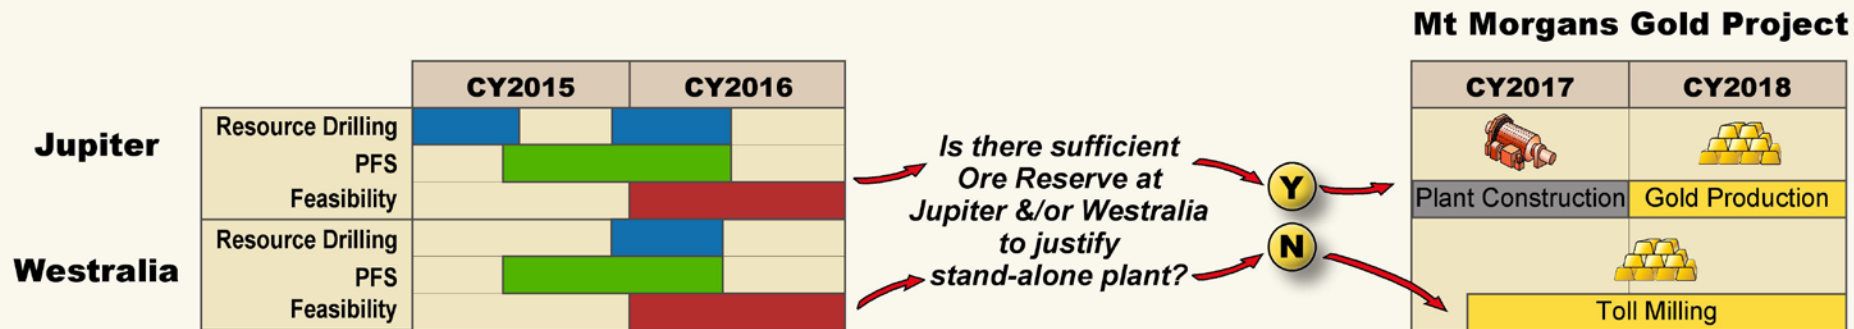 Mt Morgans Gold Project
CY2015 CY2016
CY2017 CY2018
Jupiter
Resource Drilling
PFS
Feasibility
Westralia
Resource Drilling
PFS
Feasibility
Is there sufficient
Ore Reserve at
Jupiter &/or Westralia
to justify
stand-alone plant?
Y
N
Plant Construction Gold Production
Toll Milling